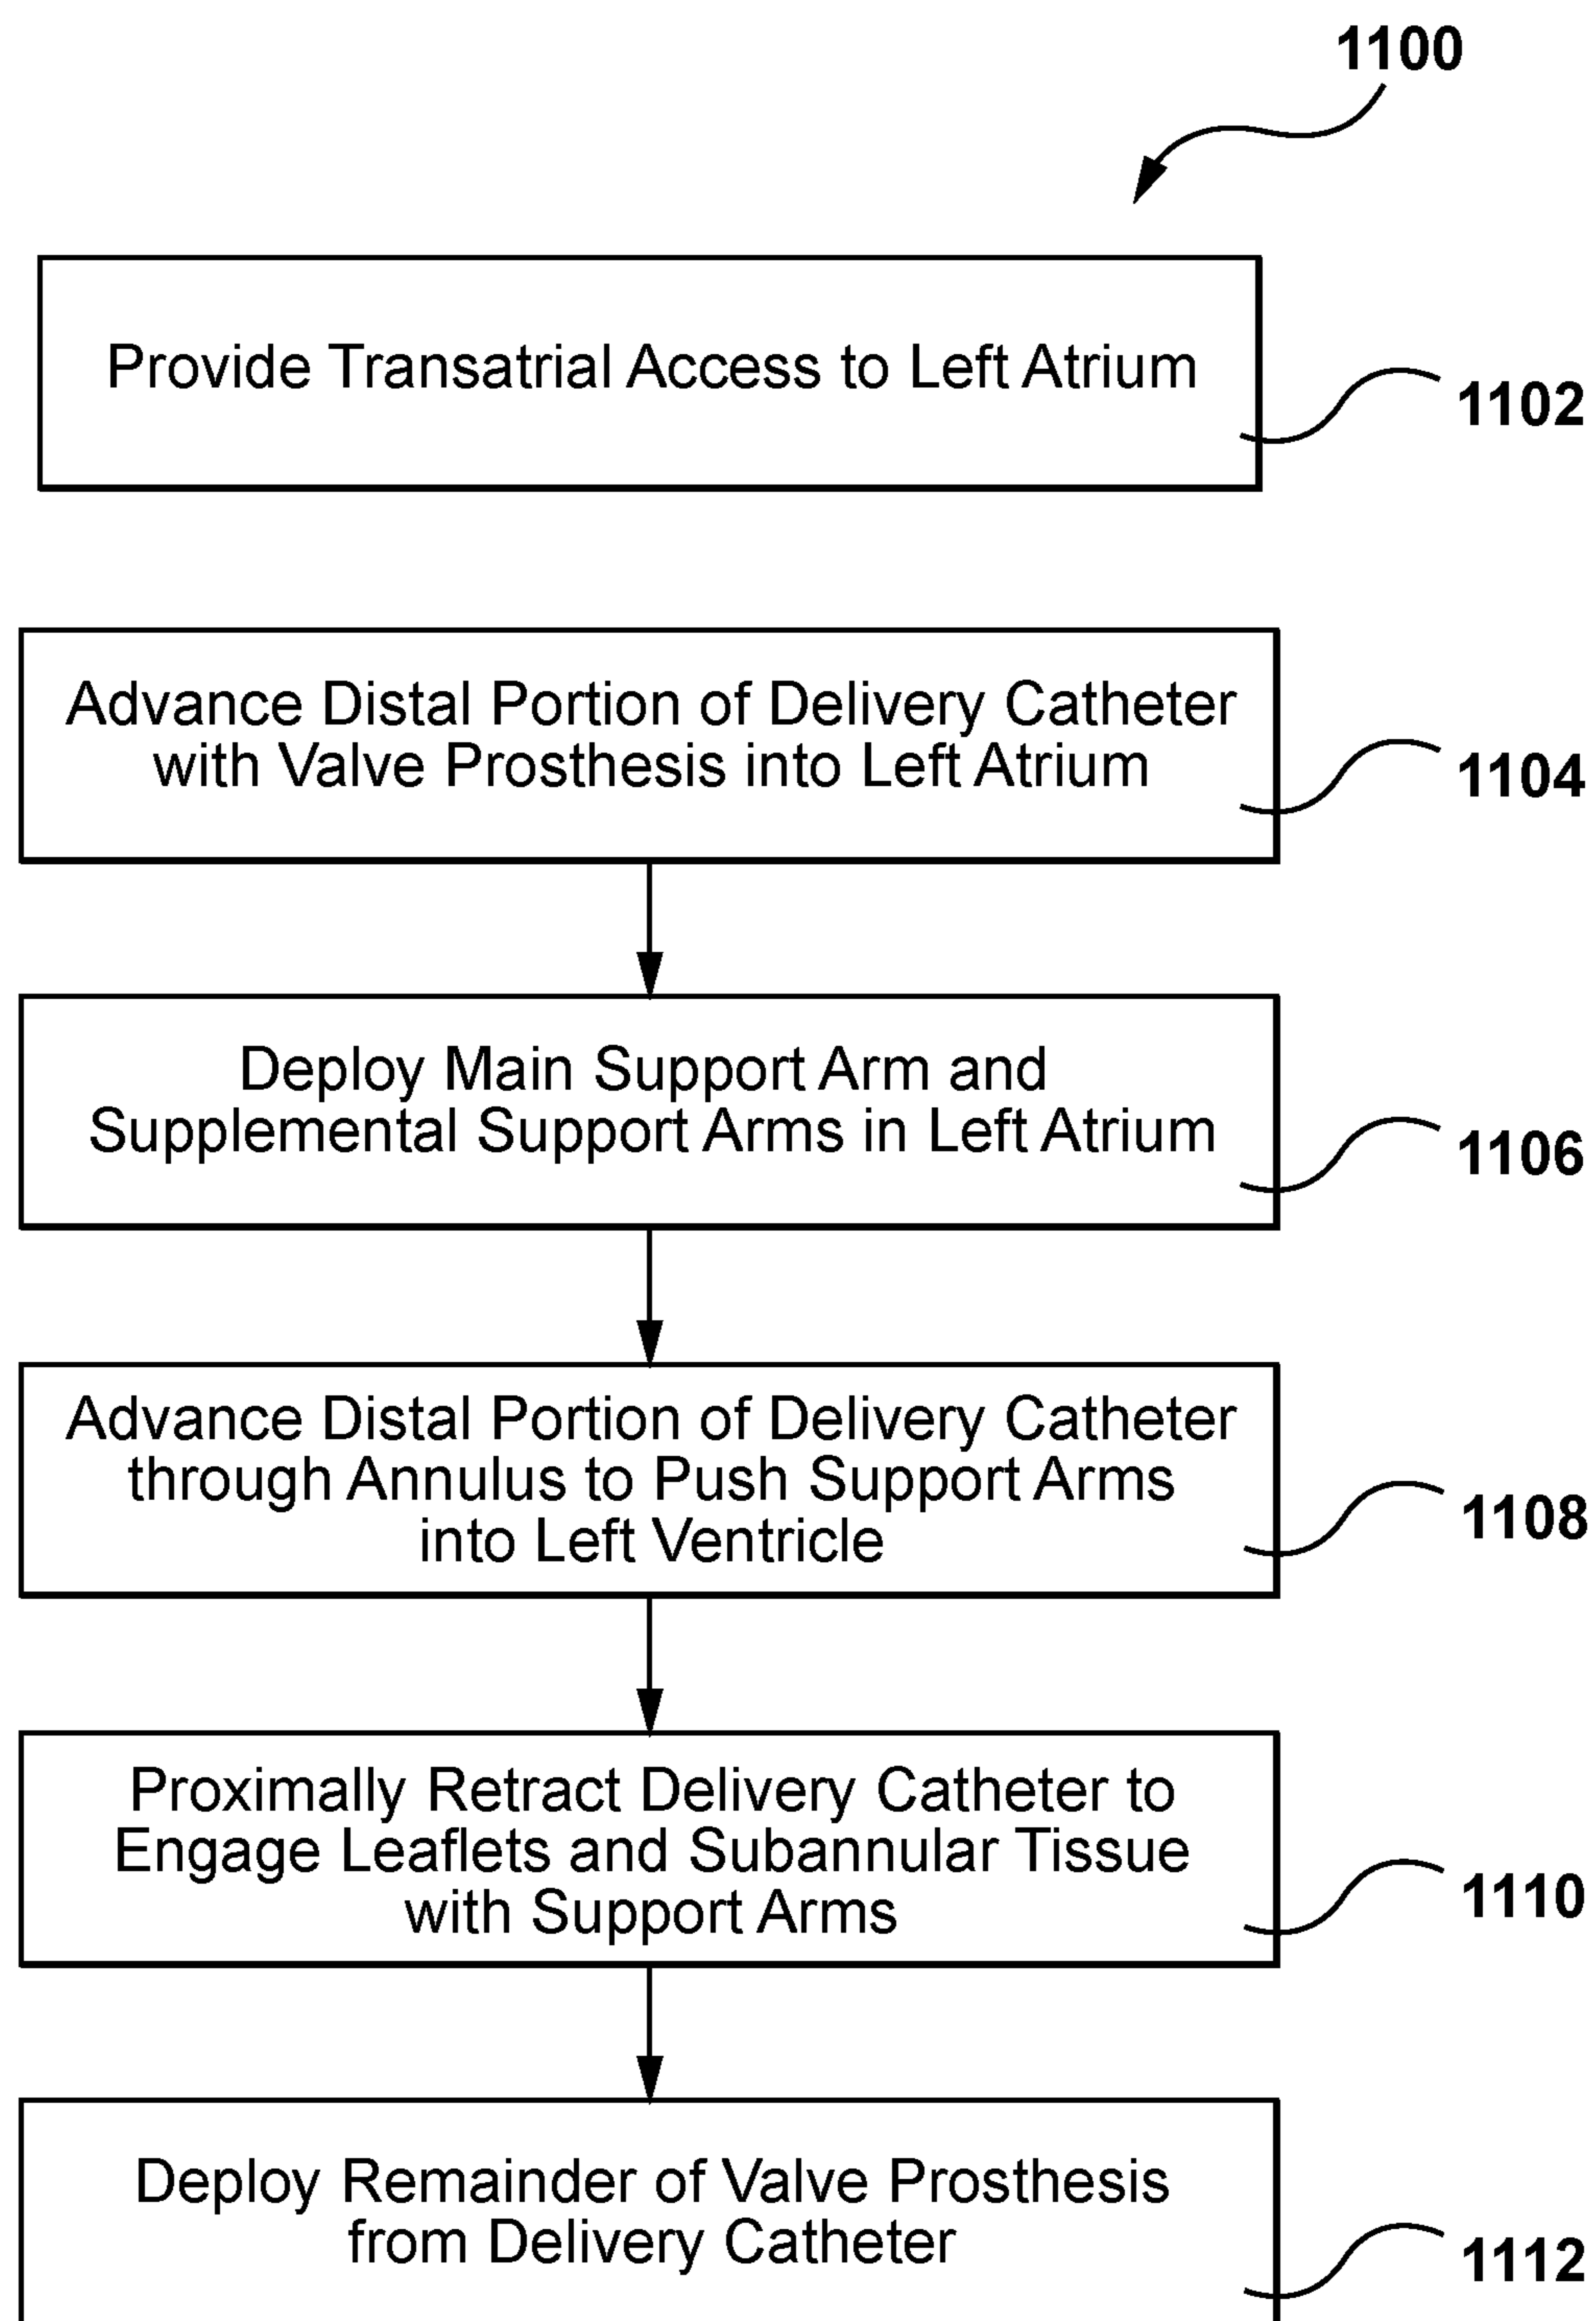 1100
Provide Transatrial Access to Left Atrium
1102
Advance Distal Portion of Delivery Catheter
with Valve Prosthesis into Left Atrium
1104
Deploy Main Support Arm and
Supplemental Support Arms in Left Atrium
1106
Advance Distal Portion of Delivery Catheter
through Annulus to Push Support Arms
into Left Ventricle
1108
Proximally Retract Delivery Catheter to
Engage Leaflets and Subannular Tissue
with Support Arms
1110
Deploy Remainder of Valve Prosthesis
from Delivery Catheter
1112